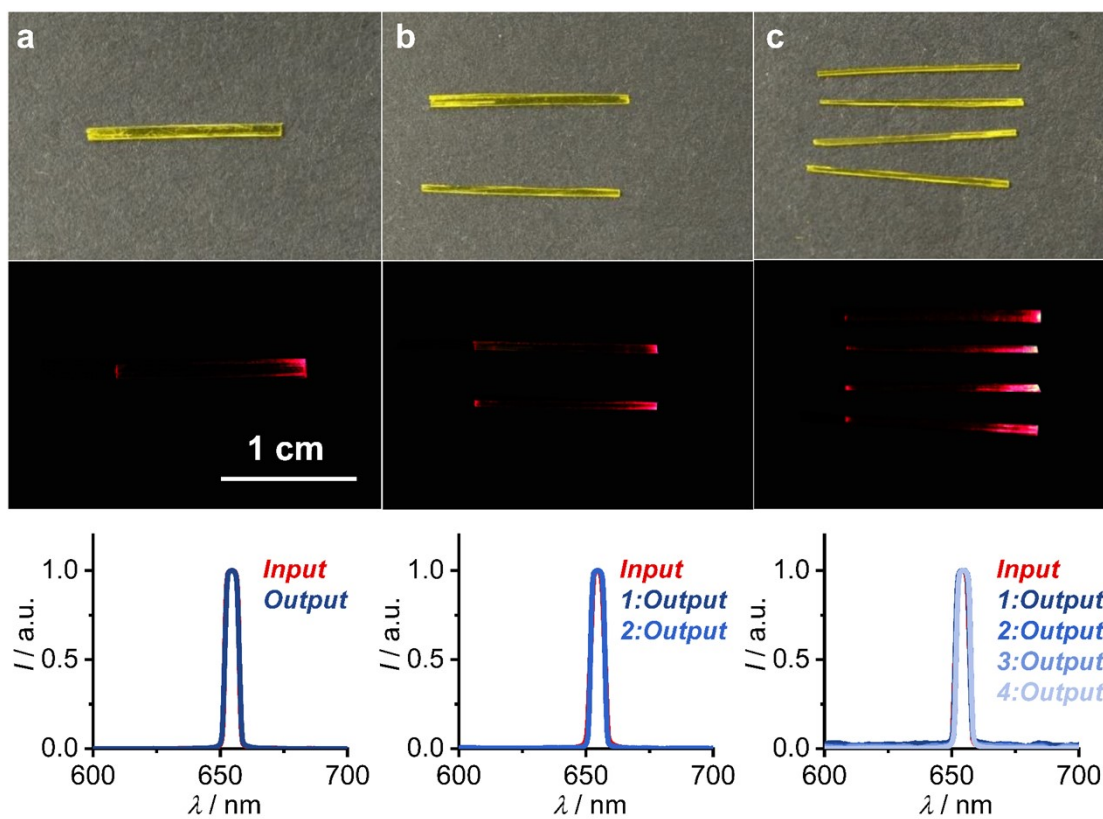 a
b
c
1 cm
1.0
0.5
0.0
I / a.u.
Input
Output
600
650
700
λ / nm
1.0
0.5
0.0
I / a.u.
Input
1:Output
2:Output
600
650
700
λ / nm
1.0
0.5
0.0
I / a.u.
Input
1:Output
2:Output
3:Output
4:Output
600
650
700
λ / nm